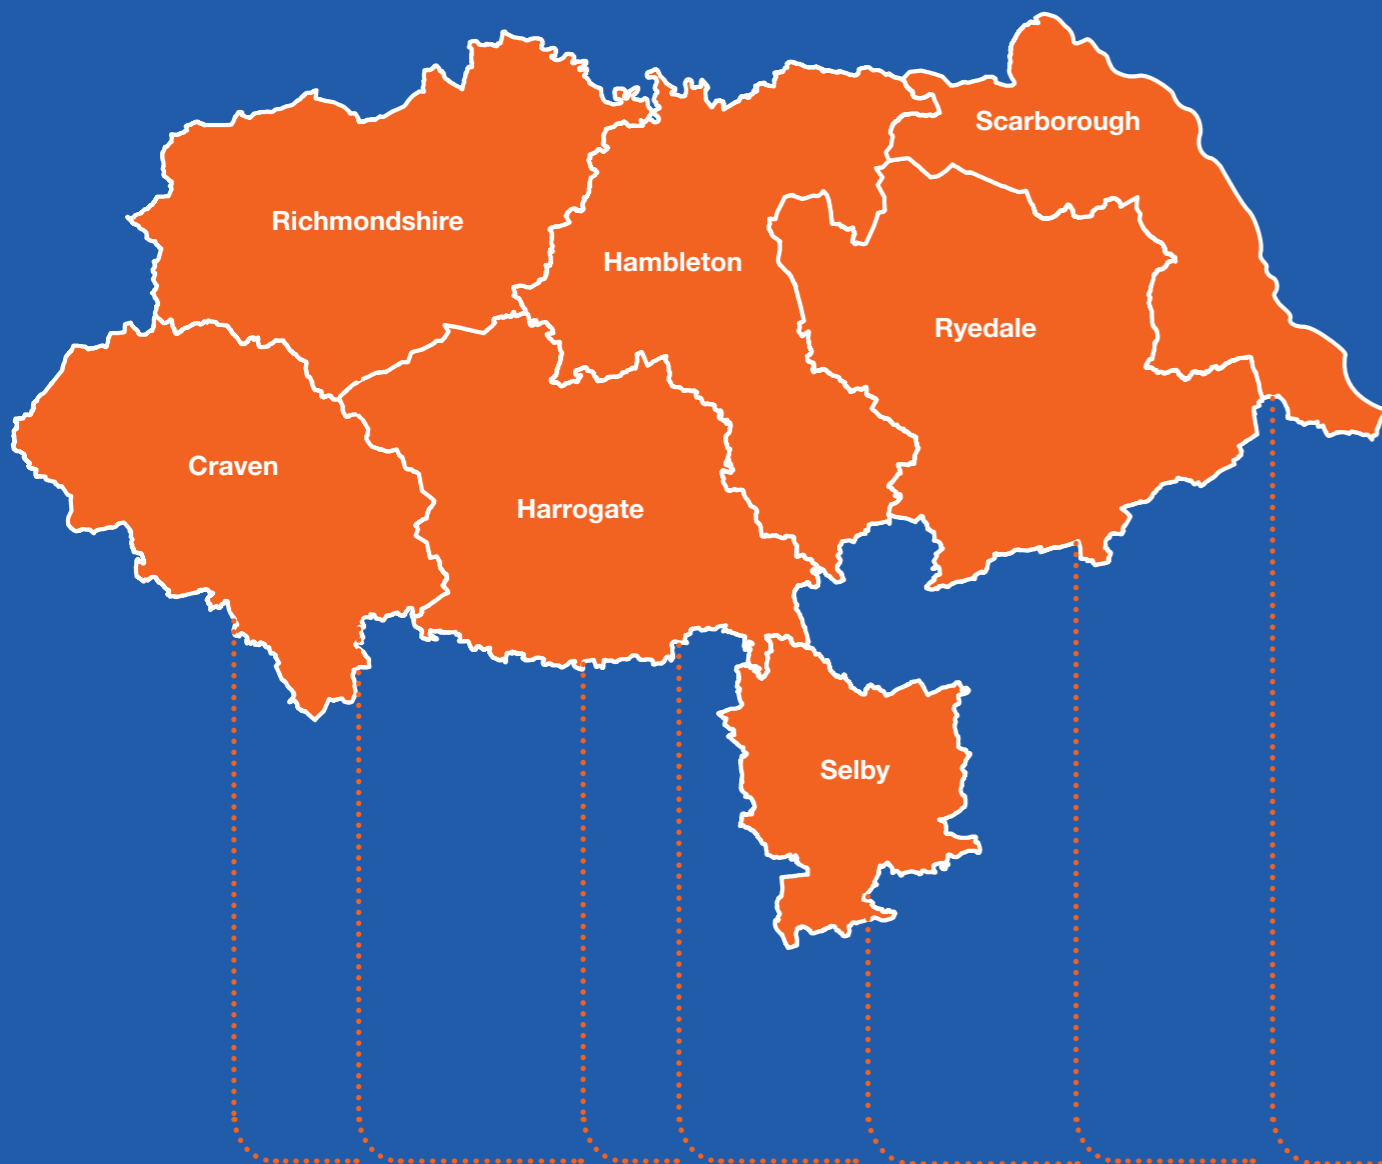 Scarborough
Richmondshire
Hambleton
Ryedale
Craven
Harrogate
Selby